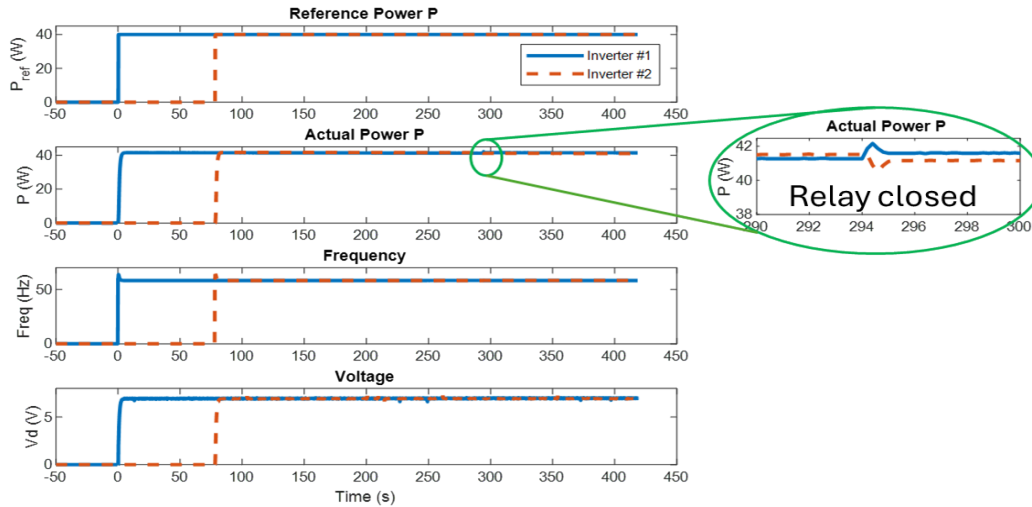 Reference Power P
P_ref (W)
40
20
0
-50 0 50 100 150 200 250 300 350 400 450
Inverter #1
Inverter #2
Actual Power P
P (W)
40
20
0
-50 0 50 100 150 200 250 300 350 400 450
Actual Power P
P (W)
42
40
38
Relay closed
290 292 294 296 298 300
Frequency
Freq (Hz)
50
0
-50 0 50 100 150 200 250 300 350 400 450
Voltage
Vd (V)
5
0
-50 0 50 100 150 200 250 300 350 400 450
Time (s)